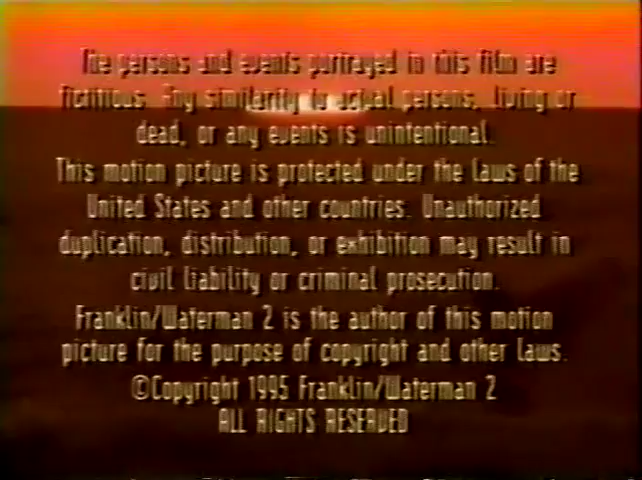 The persons and events portrayed in this film are
fictitious. Any similarity to actual persons, living or
dead, or any events is unintentional.
This motion picture is protected under the laws of the
United States and other countries. Unauthorized
duplication, distribution, or exhibition may result in
civil liability or criminal prosecution.
Franklin/Waterman 2 is the author of this motion
picture for the purpose of copyright and other laws.
©Copyright 1995 Franklin/Waterman 2
ALL RIGHTS RESERVED